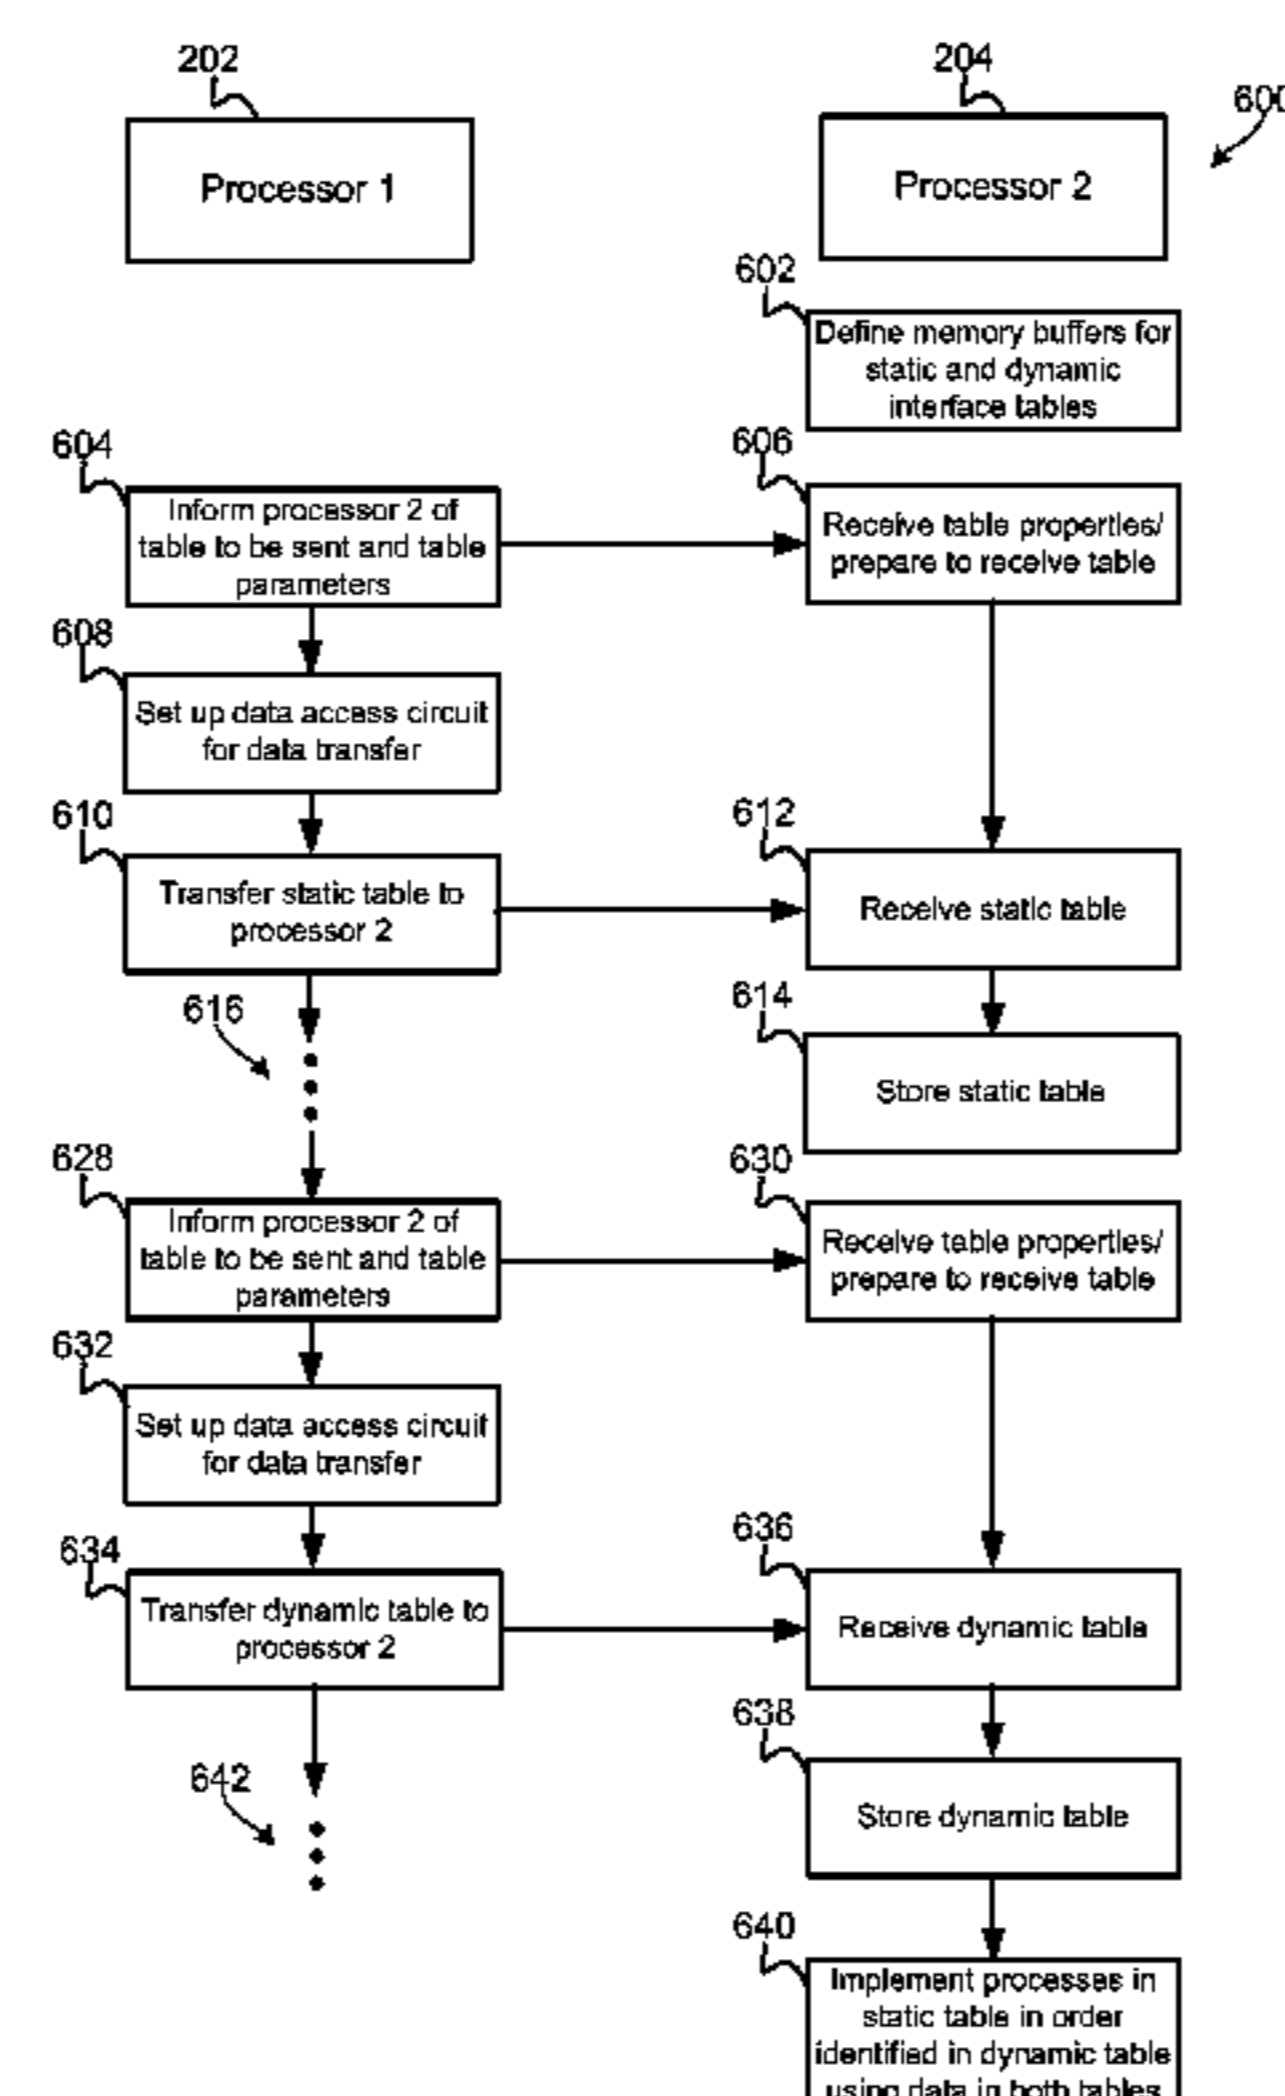 202
204
600
Processor 1
Processor 2
602
Define memory buffers for
static and dynamic
interface tables
604
606
Inform processor 2 of
table to be sent and table
parameters
Receive table properties/
prepare to receive table
608
Set up data access circuit
for data transfer
610
612
Transfer static table to
processor 2
Receive static table
616
614
Store static table
628
630
Inform processor 2 of
table to be sent and table
parameters
Receive table properties/
prepare to receive table
632
Set up data access circuit
for data transfer
634
636
Transfer dynamic table to
processor 2
Receive dynamic table
638
642
Store dynamic table
640
Implement processes in
static table in order
identified in dynamic table
using data in both tables